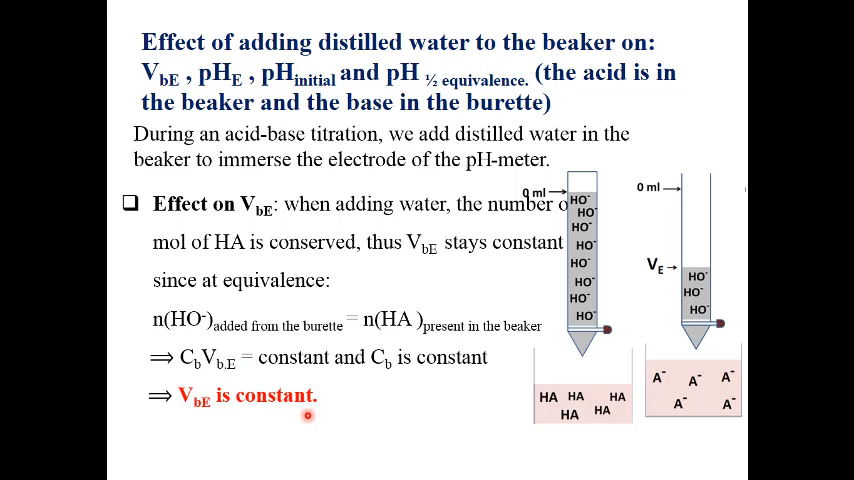 Effect of adding distilled water to the beaker on:
VbE , pHE , pHinitial and pH ½ equivalence. (the acid is in
the beaker and the base in the burette)
During an acid-base titration, we add distilled water in the
beaker to immerse the electrode of the pH-meter.
❑ Effect on VbE: when adding water, the number o
mol of HA is conserved, thus VbE stays constant
since at equivalence:
n(HO⁻)added from the burette = n(HA )present in the beaker
⟹ CbVb.E = constant and Cb is constant
⟹ VbE is constant.
0 ml
HO⁻
HO⁻
HO⁻
HO⁻
HO⁻
HO⁻
HO⁻
HO⁻
HA HA HA
HA HA
0 ml
VE
HO⁻
HO⁻
HO⁻
A⁻ A⁻ A⁻
A⁻ A⁻